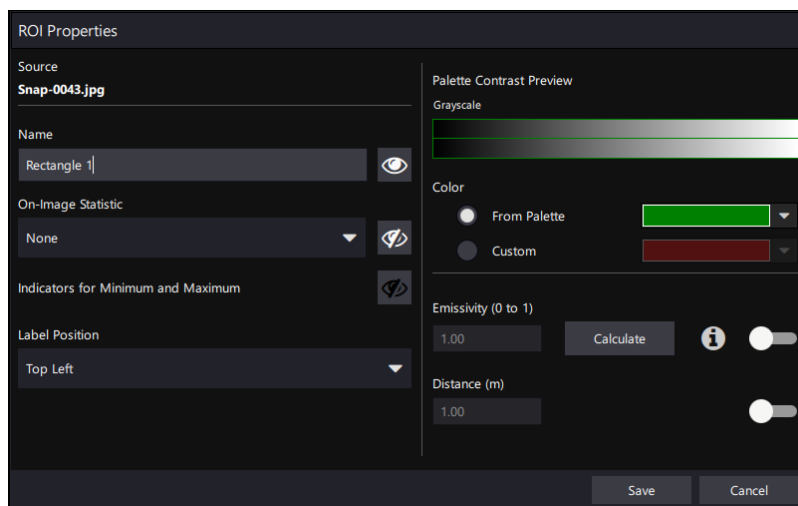 ROI Properties
Source
Snap-0043.jpg
Name
Rectangle 1
On-Image Statistic
None
Indicators for Minimum and Maximum
Label Position
Top Left
Palette Contrast Preview
Grayscale
Color
From Palette
Custom
Emissivity (0 to 1)
1.00 Calculate
Distance (m)
1.00
Save Cancel